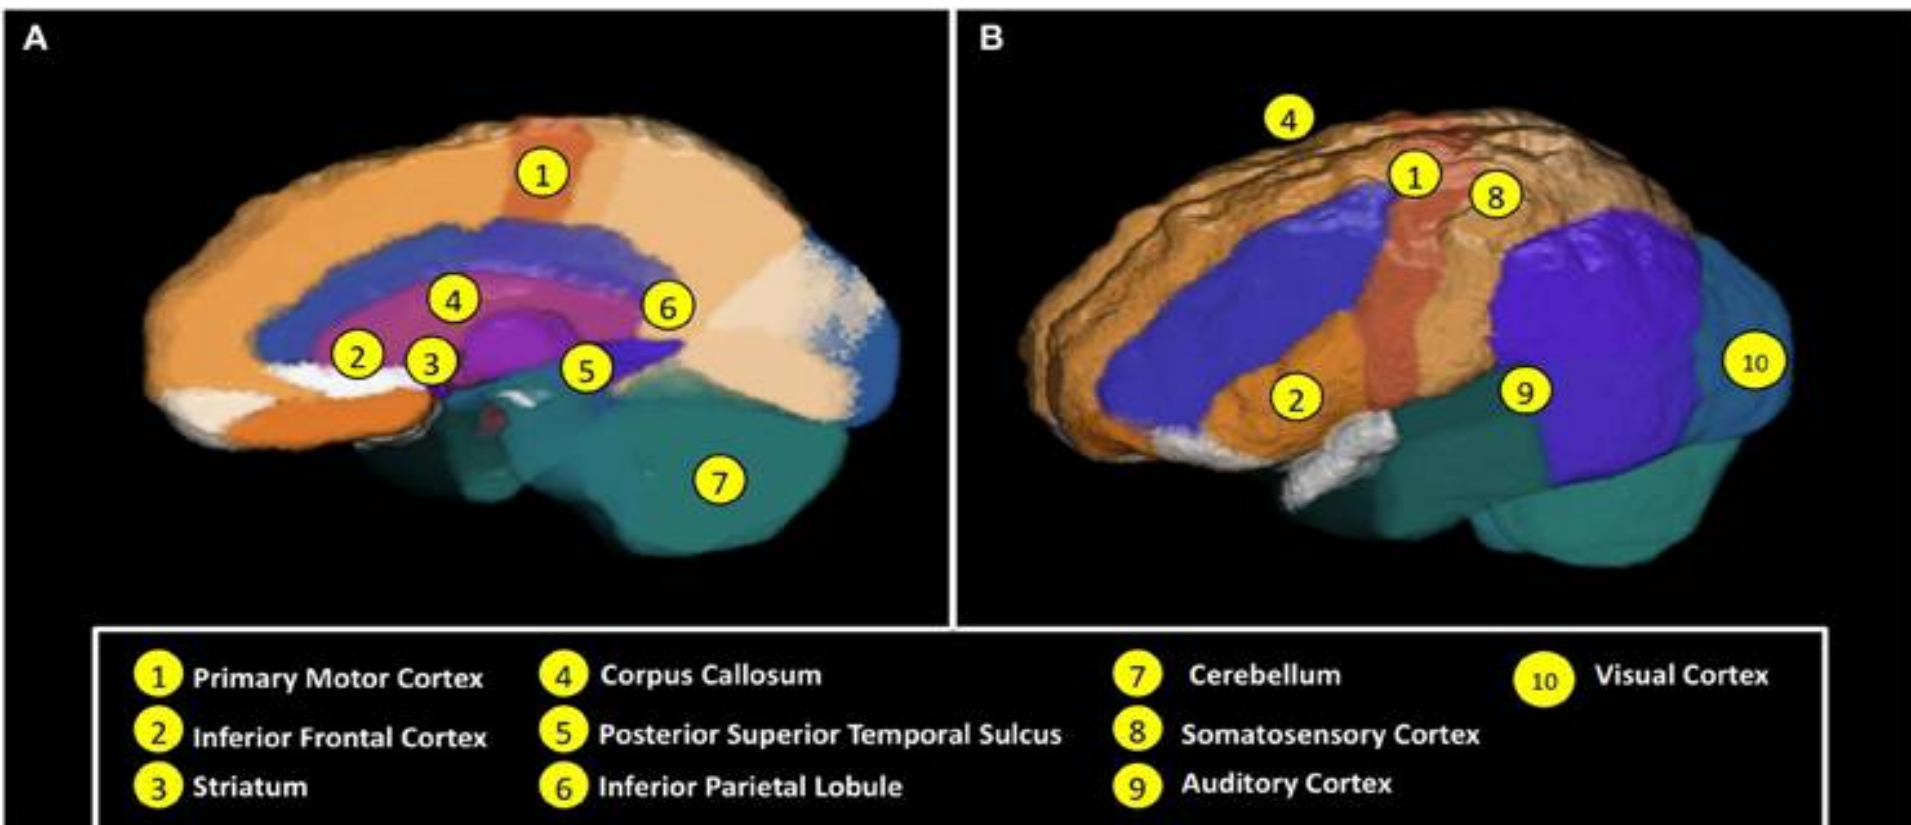 A
B
1
4
1
8
4
6
2
3
5
7
2
9
10
1 Primary Motor Cortex
2 Inferior Frontal Cortex
3 Striatum
4 Corpus Callosum
5 Posterior Superior Temporal Sulcus
6 Inferior Parietal Lobule
7 Cerebellum
8 Somatosensory Cortex
9 Auditory Cortex
10 Visual Cortex